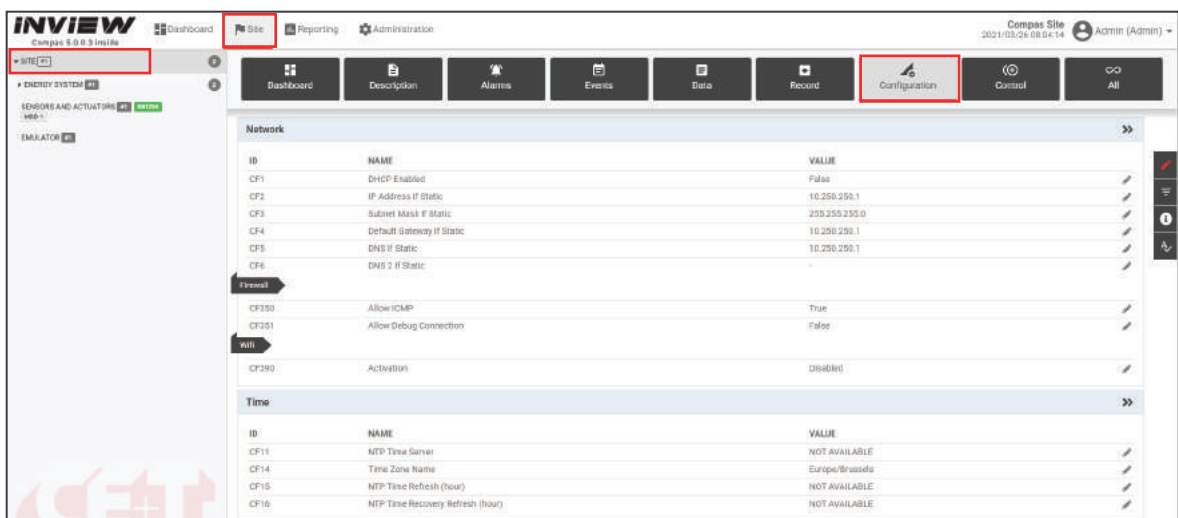 INVIEW
Compas 5.0.0.3 inside
Dashboard Site Reporting Administration
Compas Site
2021/03/26 08:04:14
Admin (Admin)
SITE #1
ENERGY SYSTEM #1
SENSORS AND ACTUATORS #1
EMULATOR #1
Dashboard Description Alarms Events Data Record Configuration Control All
Network
ID NAME VALUE
CF1 DHCP Enabled False
CF2 IP Address If Static 10.250.250.1
CF3 Subnet Mask If Static 255.255.255.0
CF4 Default Gateway If Static 10.250.250.1
CF5 DNS If Static 10.250.250.1
CF6 DNS 2 If Static -
Firewall
CF350 Allow ICMP True
CF351 Allow Debug Connection False
Wifi
CF390 Activation Disabled
Time
ID NAME VALUE
CF11 NTP Time Server NOT AVAILABLE
CF14 Time Zone Name Europe/Brussels
CF15 NTP Time Refresh (hour) NOT AVAILABLE
CF16 NTP Time Recovery Refresh (hour) NOT AVAILABLE